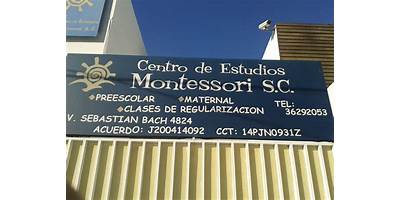 Centro de Estudios
Montessori S.C.
PREESCOLAR MATERNAL
CLASES DE REGULARIZACION
TEL:
36292053
V. SEBASTIAN BACH 4824
ACUERDO: J200414092 CCT: 14PJN0931Z